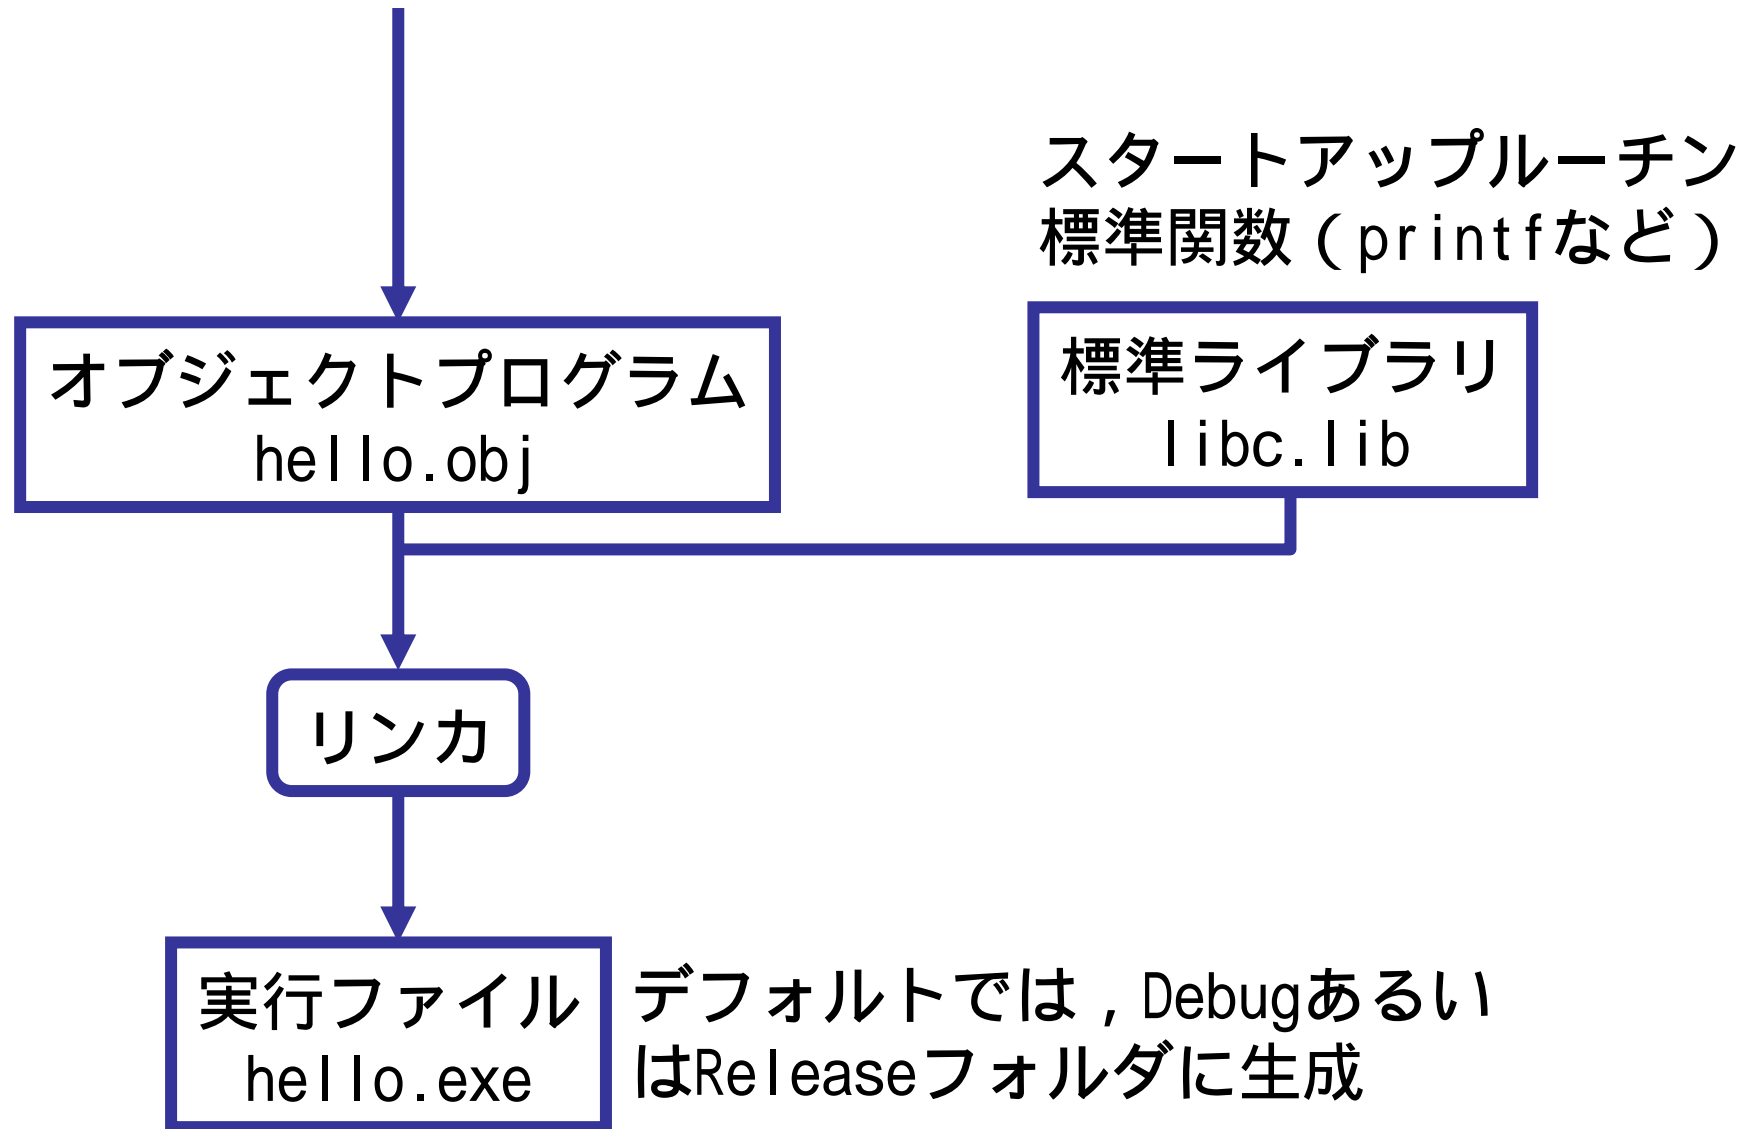 スタートアップルーチン
標準関数（printfなど）
オブジェクトプログラム
hello.obj
標準ライブラリ
libc.lib
リンカ
実行ファイル
hello.exe
デフォルトでは，Debugあるい
はReleaseフォルダに生成